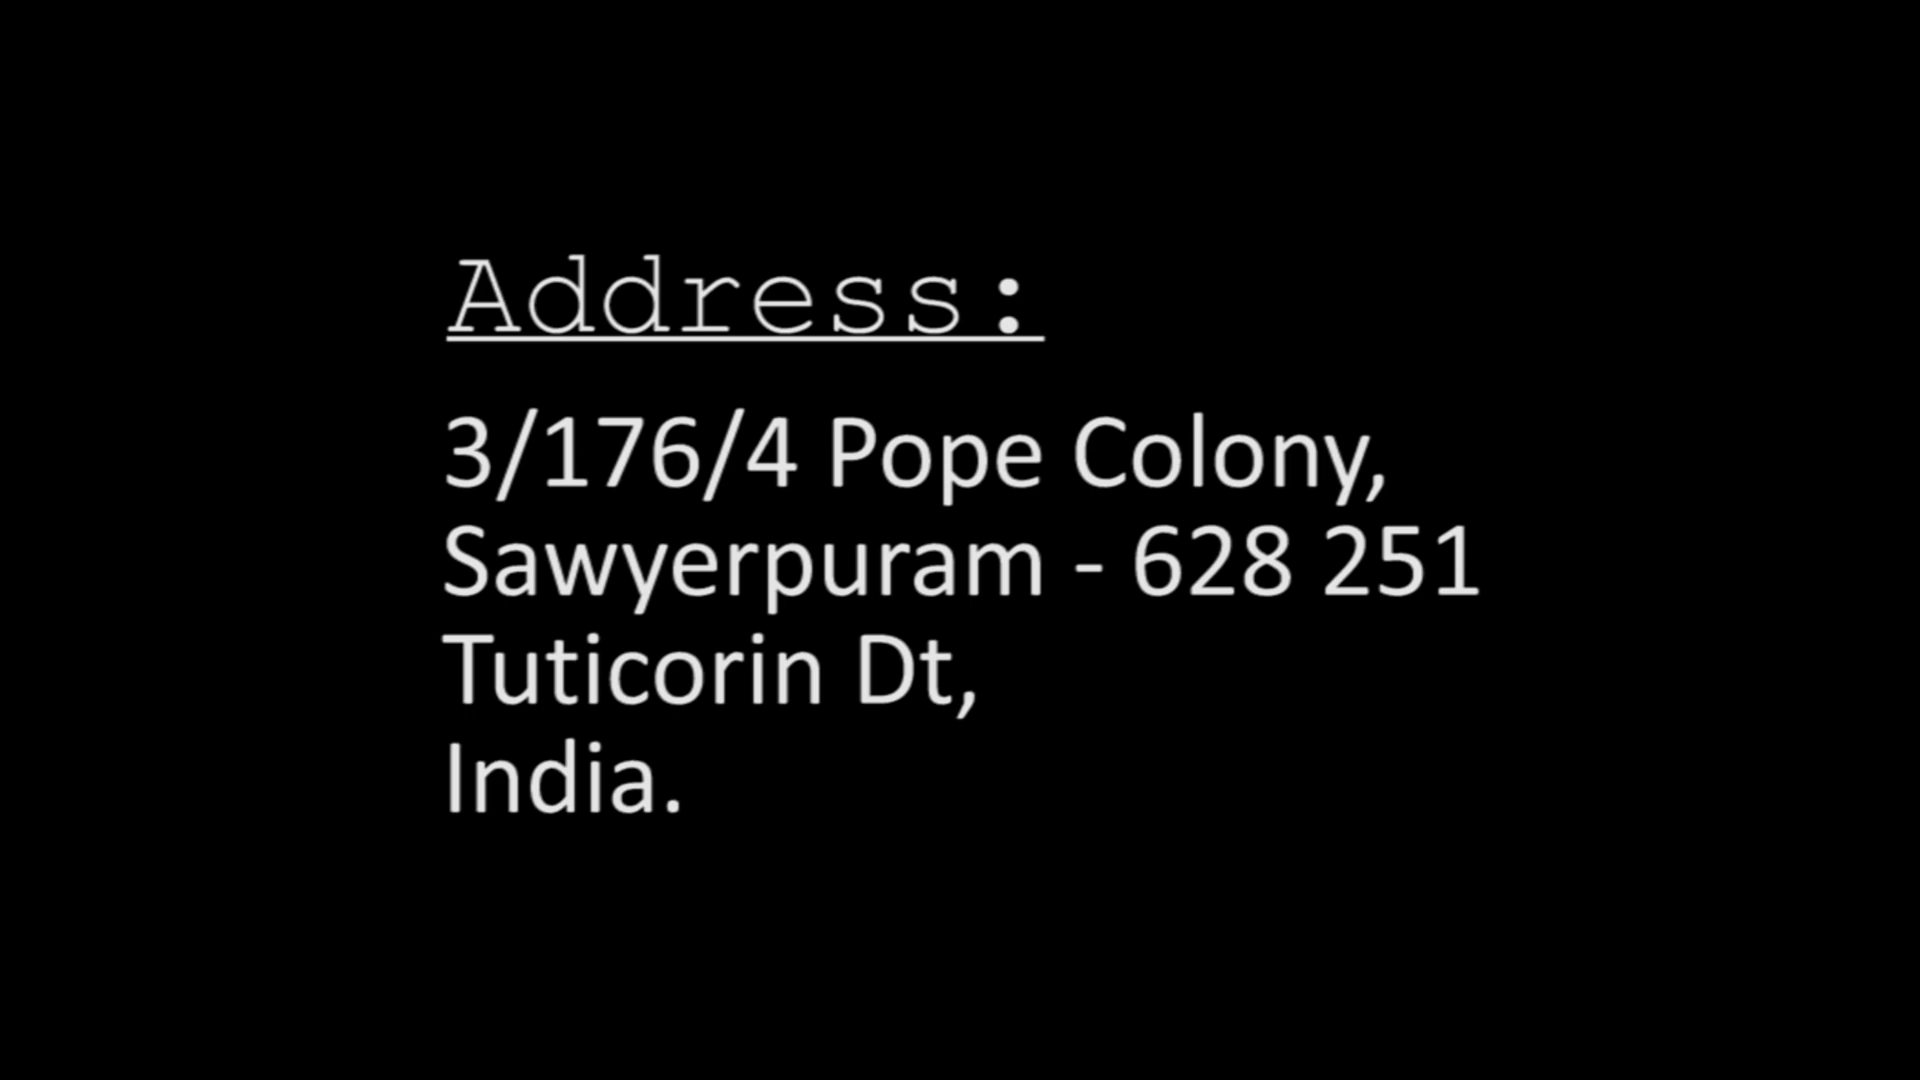 Address:
3/176/4 Pope Colony,
Sawyerpuram - 628 251
Tuticorin Dt,
India.